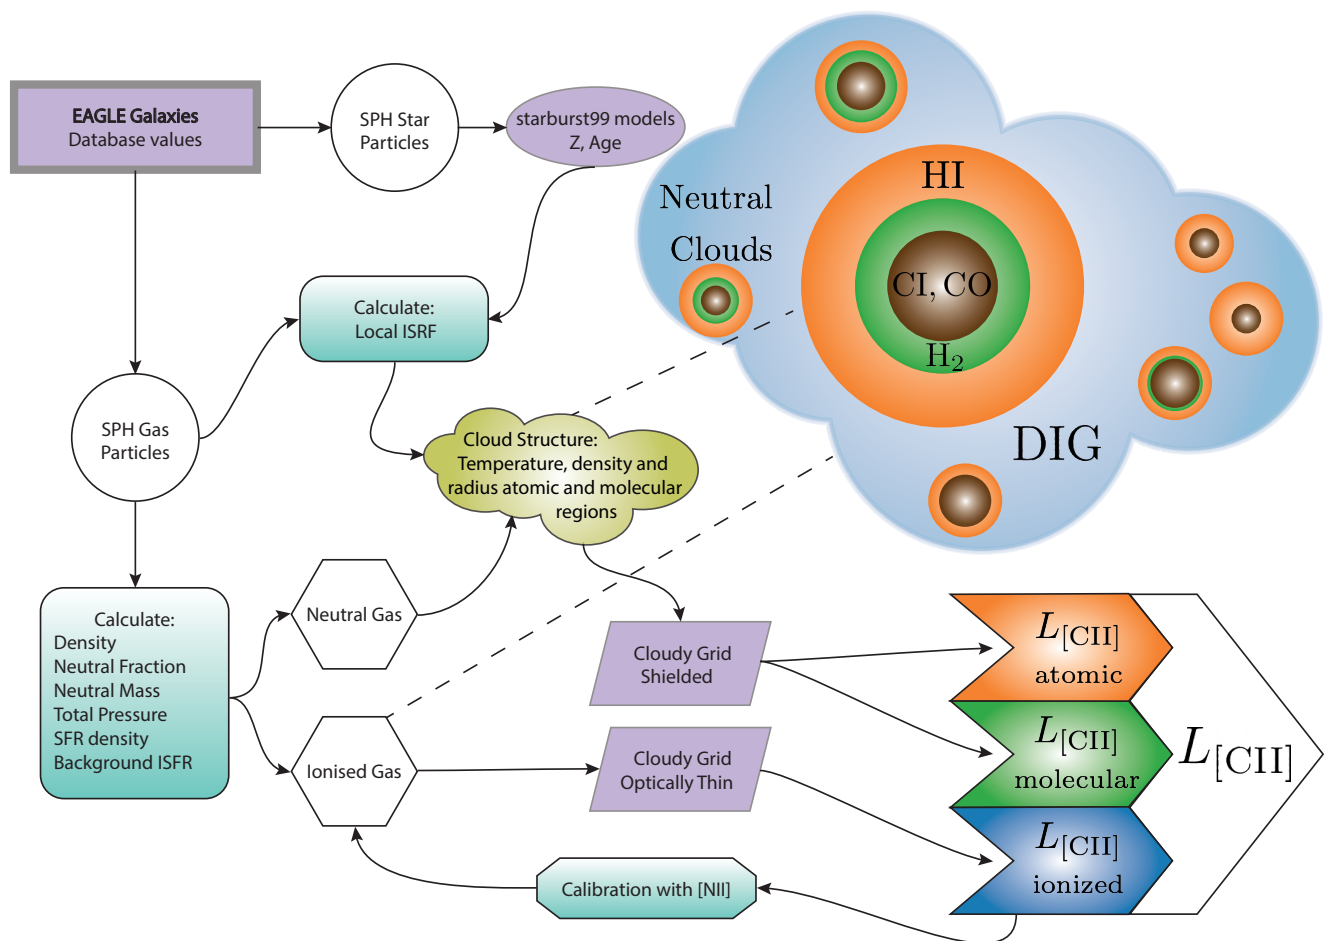 EAGLE Galaxies
Database values
SPH Star
Particles
starburst99 models
Z, Age
Neutral
Clouds
HI
CI, CO
H₂
DIG
Calculate:
Local ISRF
SPH Gas
Particles
Cloud Structure:
Temperature, density and
radius atomic and molecular
regions
Calculate:
Density
Neutral Fraction
Neutral Mass
Total Pressure
SFR density
Background ISFR
Neutral Gas
Ionised Gas
Cloudy Grid
Shielded
Cloudy Grid
Optically Thin
Calibration with [NII]
L[CII]
atomic
L[CII]
molecular
L[CII]
ionized
L[CII]